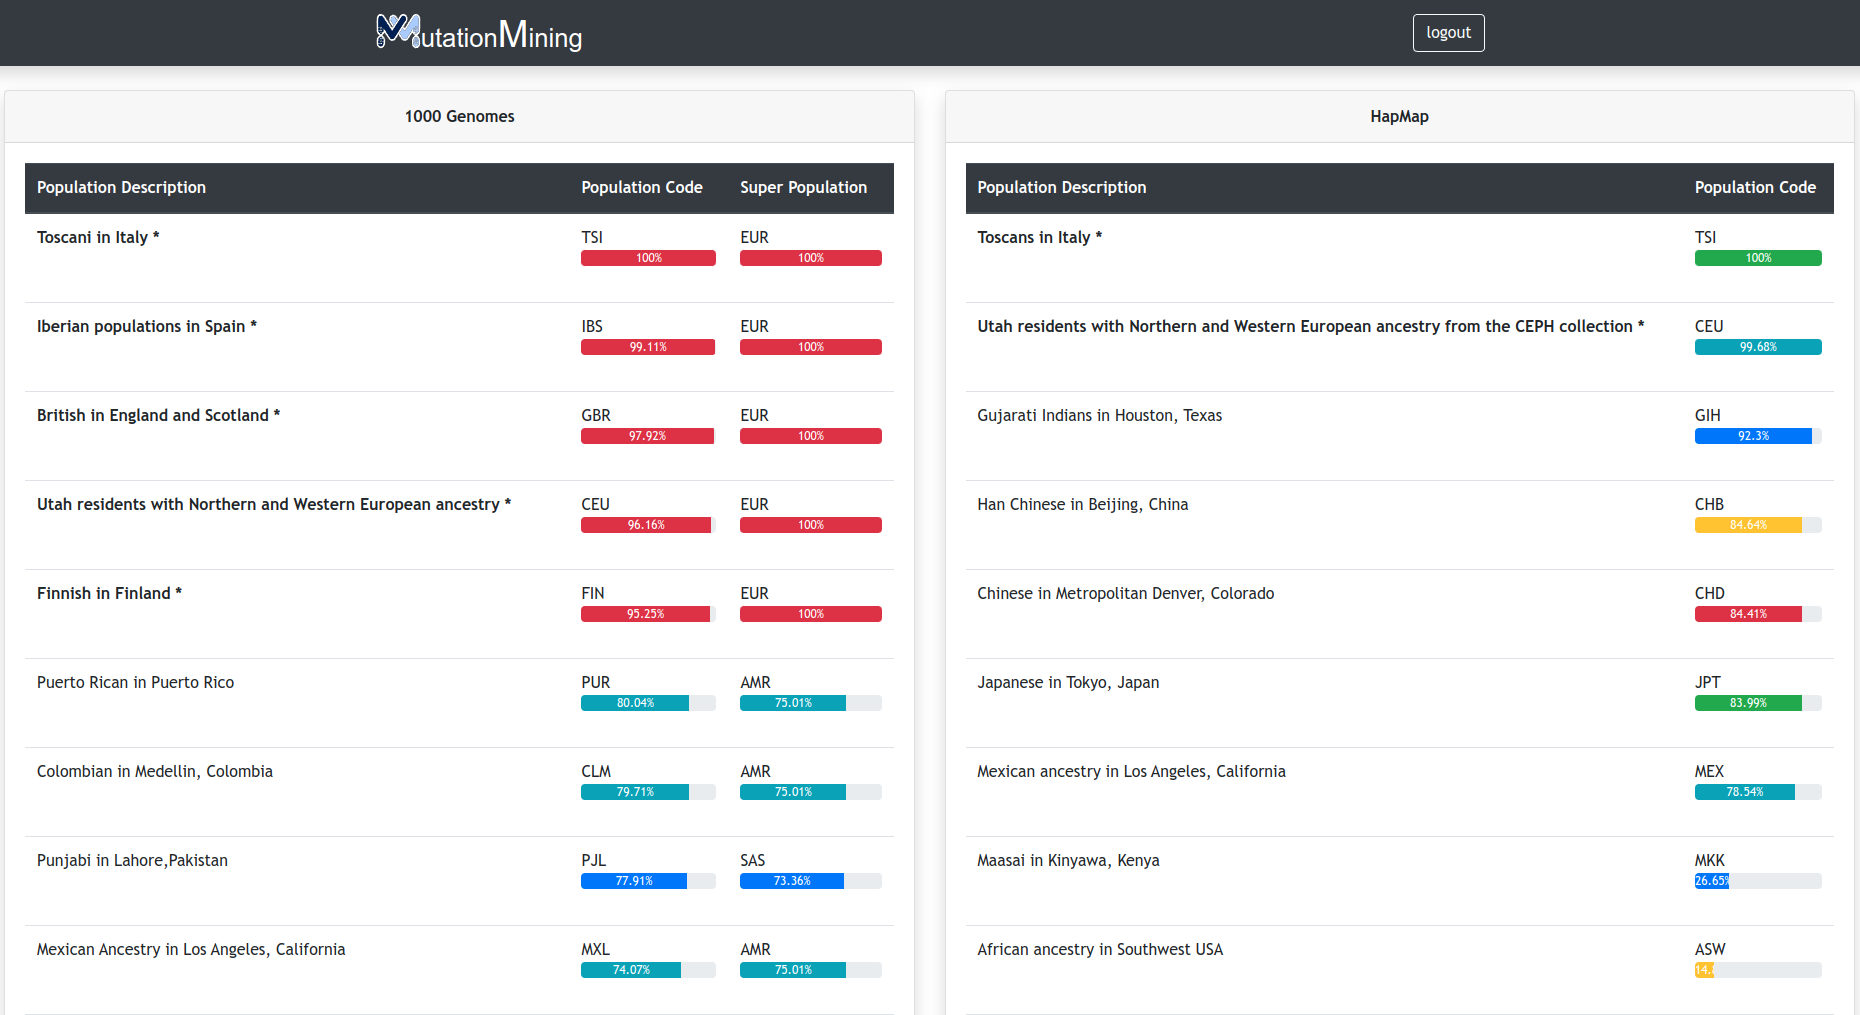 MutationMining
logout
1000 Genomes
Population Description Population Code Super Population
Toscani in Italy * TSI EUR
100% 100%
Iberian populations in Spain * IBS EUR
99.11% 100%
British in England and Scotland * GBR EUR
97.92% 100%
Utah residents with Northern and Western European ancestry * CEU EUR
96.16% 100%
Finnish in Finland * FIN EUR
95.25% 100%
Puerto Rican in Puerto Rico PUR AMR
80.04% 75.01%
Colombian in Medellin, Colombia CLM AMR
79.71% 75.01%
Punjabi in Lahore,Pakistan PJL SAS
77.91% 73.36%
Mexican Ancestry in Los Angeles, California MXL AMR
74.07% 75.01%
HapMap
Population Description Population Code
Toscans in Italy * TSI
100%
Utah residents with Northern and Western European ancestry from the CEPH collection * CEU
99.68%
Gujarati Indians in Houston, Texas GIH
92.3%
Han Chinese in Beijing, China CHB
84.64%
Chinese in Metropolitan Denver, Colorado CHD
84.41%
Japanese in Tokyo, Japan JPT
83.99%
Mexican ancestry in Los Angeles, California MEX
78.54%
Maasai in Kinyawa, Kenya MKK
26.65%
African ancestry in Southwest USA ASW